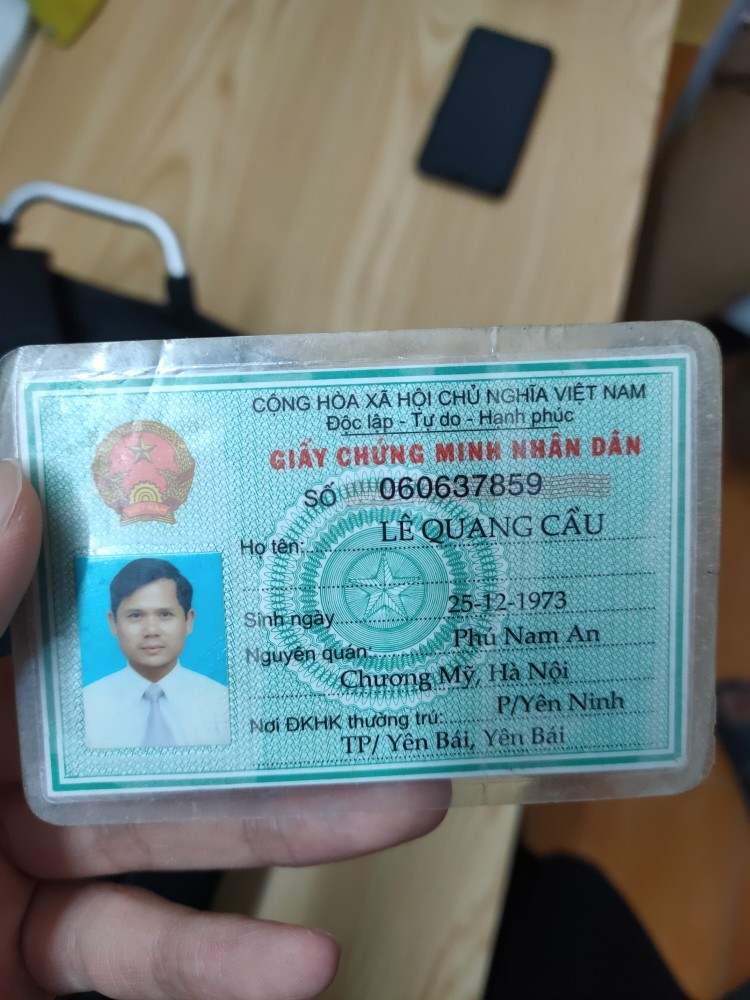 CỘNG HÒA XÃ HỘI CHỦ NGHĨA VIỆT NAM
Độc lập - Tự do - Hạnh phúc
GIẤY CHỨNG MINH NHÂN DÂN
SỐ 060637859
Họ tên: LÊ QUANG CẦU
Sinh ngày 25-12-1973
Nguyên quán: Phú Nam An
Chương Mỹ, Hà Nội
Nơi ĐKHK thường trú: P/Yên Ninh
TP/ Yên Bái, Yên Bái